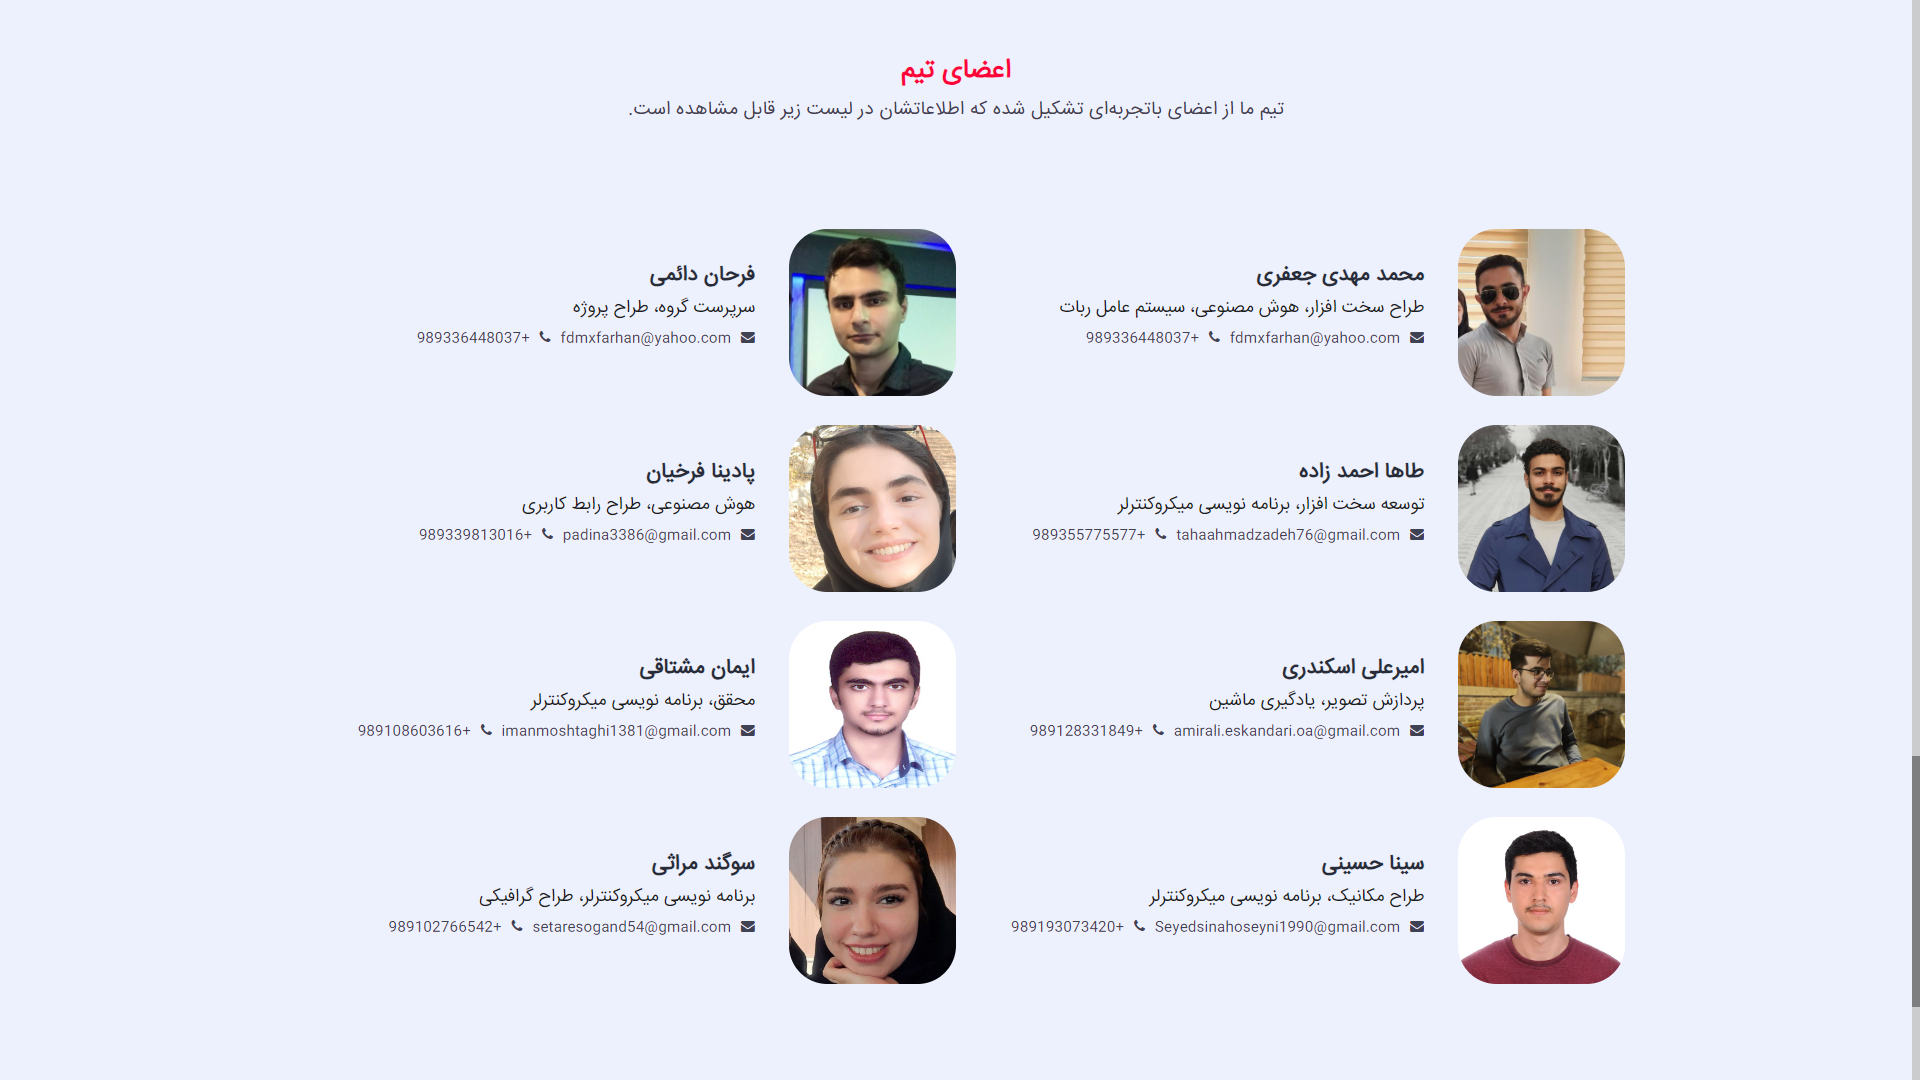 اعضای تیم
تیم ما از اعضای باتجربه‌ای تشکیل شده که اطلاعاتشان در لیست زیر قابل مشاهده است.
محمد مهدی جعفری
طراح سخت افزار، هوش مصنوعی، سیستم عامل ربات
fdmxfarhan@yahoo.com 989336448037+
فرحان دائمی
سرپرست گروه، طراح پروژه
fdmxfarhan@yahoo.com 989336448037+
طاها احمد زاده
توسعه سخت افزار، برنامه نویسی میکروکنترلر
tahaahmadzadeh76@gmail.com 989355775577+
پادینا فرخیان
هوش مصنوعی، طراح رابط کاربری
padina3386@gmail.com 989339813016+
امیرعلی اسکندری
پردازش تصویر، یادگیری ماشین
amirali.eskandari.oa@gmail.com 989128331849+
ایمان مشتاقی
محقق، برنامه نویسی میکروکنترلر
imanmoshtaghi1381@gmail.com 989108603616+
سینا حسینی
طراح مکانیک، برنامه نویسی میکروکنترلر
Seyedsinahoseyni1990@gmail.com 989193073420+
سوگند مراثی
برنامه نویسی میکروکنترلر، طراح گرافیکی
setaresogand54@gmail.com 989102766542+